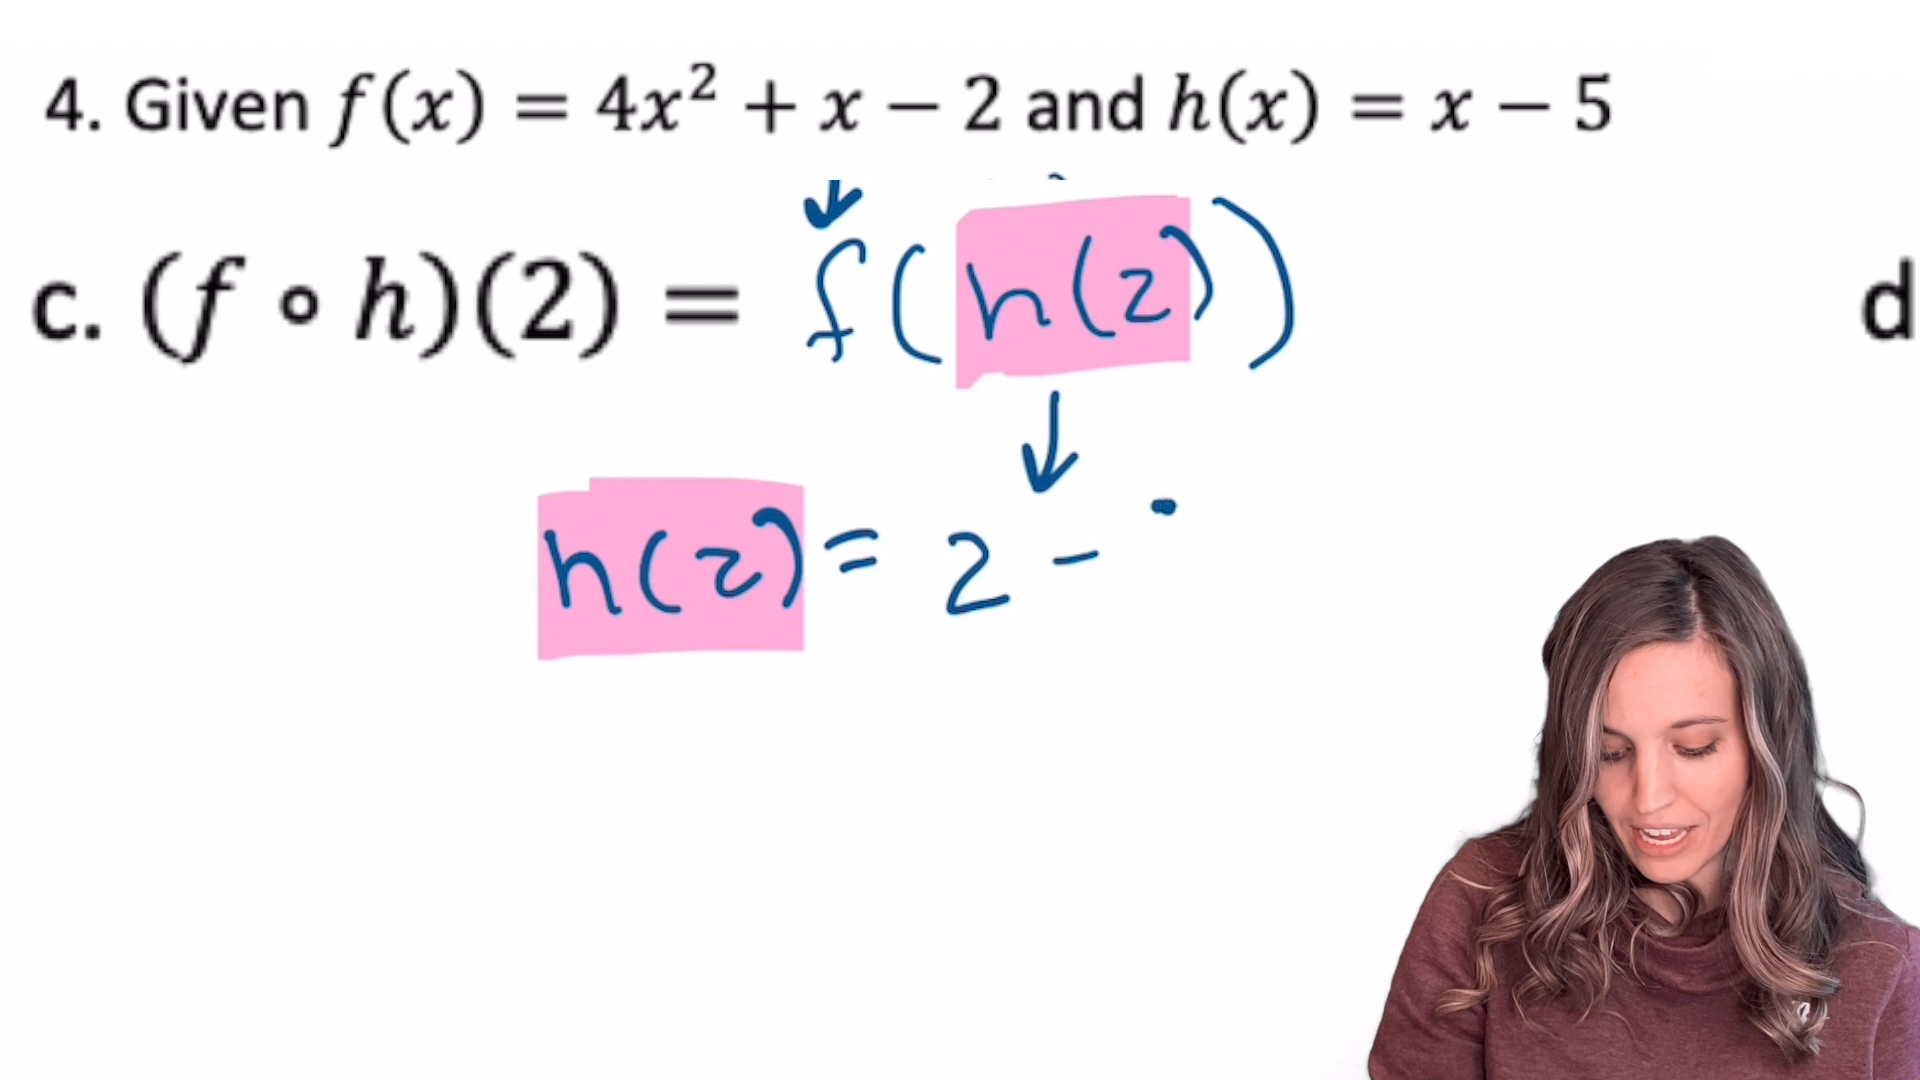 4. Given f(x) = 4x² + x − 2 and h(x) = x − 5
c. (f ∘ h)(2) = f(h(2))
d
h(2) = 2 −